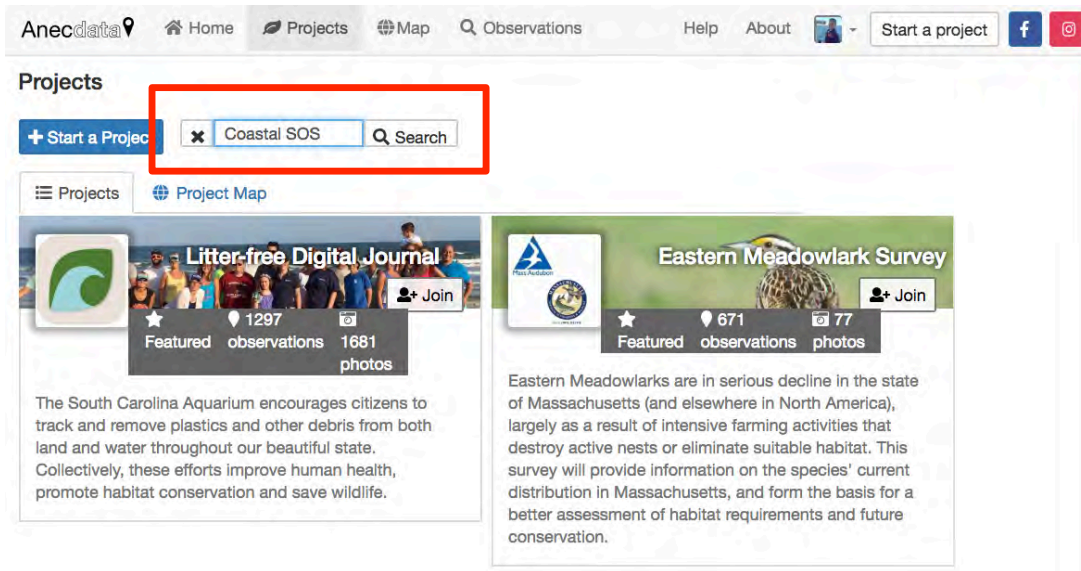 Anecdata Home Projects Map Observations Help About Start a project
Projects
Start a Projec Coastal SOS Search
Projects Project Map
Litter-free Digital Journal
Join
Featured
1297 observations
1681 photos
The South Carolina Aquarium encourages citizens to
track and remove plastics and other debris from both
land and water throughout our beautiful state.
Collectively, these efforts improve human health,
promote habitat conservation and save wildlife.
Mass Audubon
Eastern Meadowlark Survey
Join
Featured
671 observations
77 photos
Eastern Meadowlarks are in serious decline in the state
of Massachusetts (and elsewhere in North America),
largely as a result of intensive farming activities that
destroy active nests or eliminate suitable habitat. This
survey will provide information on the species' current
distribution in Massachusetts, and form the basis for a
better assessment of habitat requirements and future
conservation.